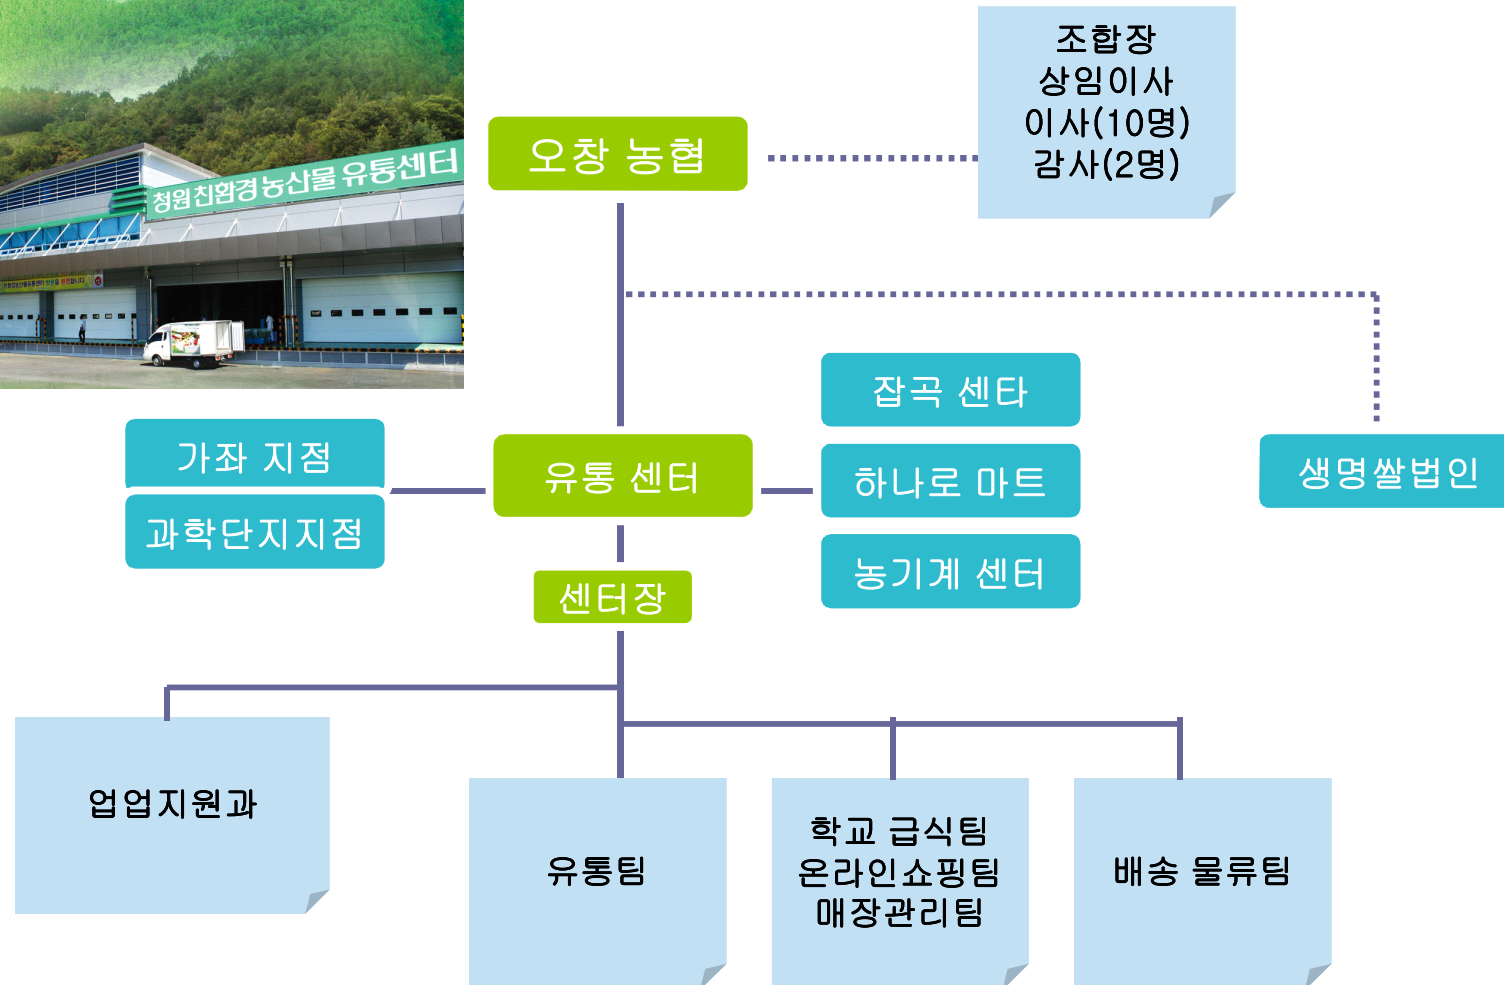 청원친환경농산물 유통센터
오창 농협
조합장
상임이사
이사(10명)
감사(2명)
잡곡 센타
가좌 지점
유통 센터
하나로 마트
생명쌀법인
과학단지지점
농기계 센터
센터장
업업지원과
유통팀
학교 급식팀
온라인쇼핑팀
매장관리팀
배송 물류팀